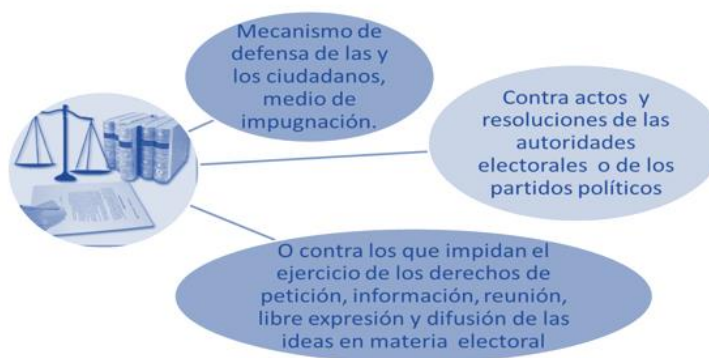 Mecanismo de
defensa de las y
los ciudadanos,
medio de
impugnación.
Contra actos y
resoluciones de las
autoridades
electorales o de los
partidos políticos
O contra los que impidan el
ejercicio de los derechos de
petición, información, reunión,
libre expresión y difusión de las
ideas en materia electoral